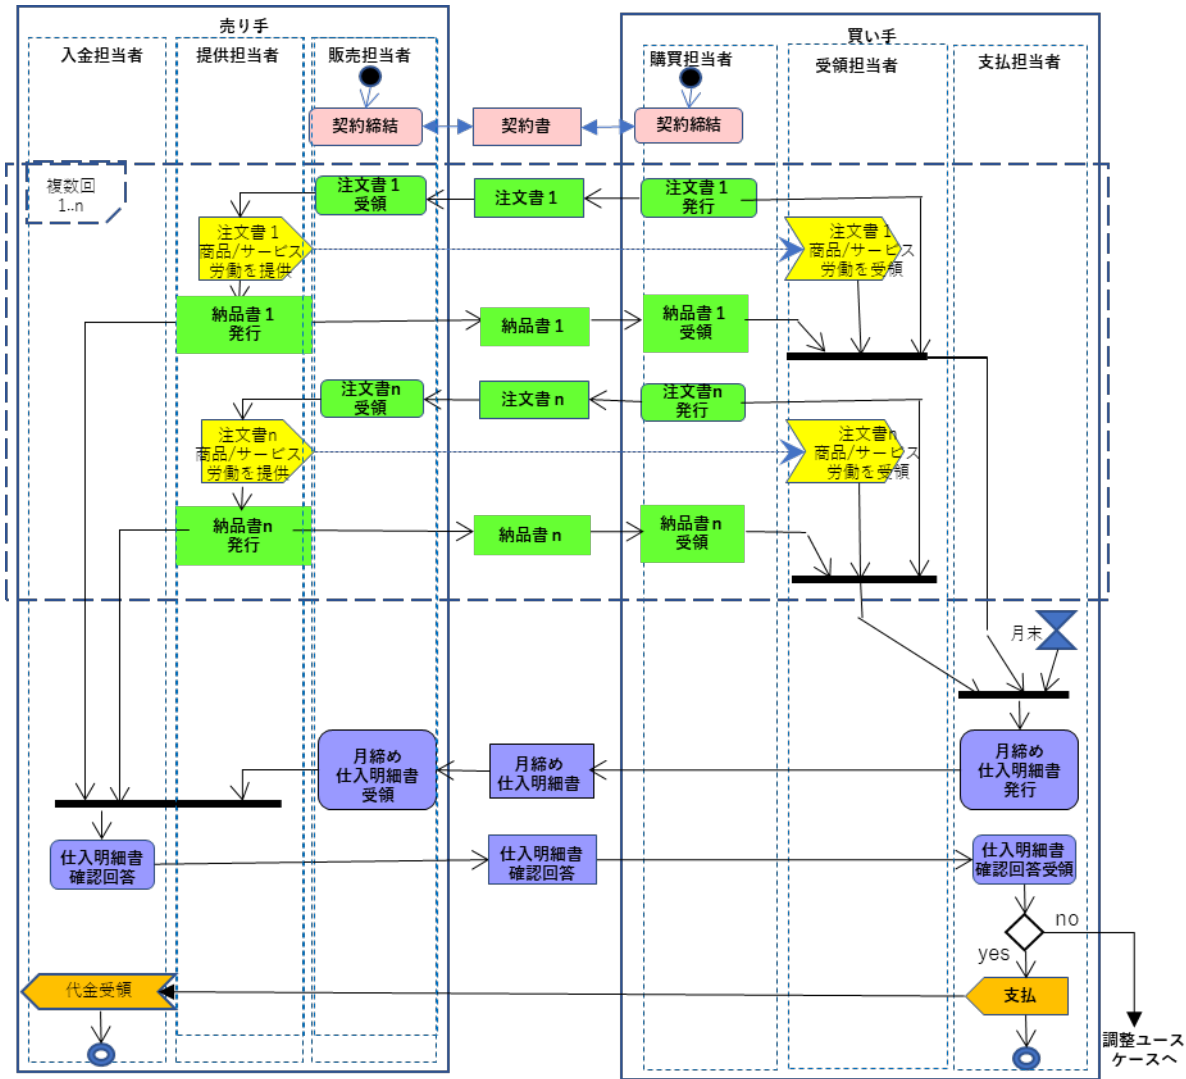 売り手
買い手
入金担当者
提供担当者
販売担当者
購買担当者
受領担当者
支払担当者
契約締結
契約書
契約締結
複数回
1..n
注文書1
受領
注文書1
注文書1
発行
注文書1
商品/サービス
労働を提供
注文書1
商品/サービス
労働を受領
納品書1
発行
納品書1
納品書1
受領
注文書n
受領
注文書n
注文書n
発行
注文書n
商品/サービス
労働を提供
注文書n
商品/サービス
労働を受領
納品書n
発行
納品書n
納品書n
受領
月末
月締め
仕入明細書
受領
月締め
仕入明細書
月締め
仕入明細書
発行
仕入明細書
確認回答
仕入明細書
確認回答
仕入明細書
確認回答受領
no
yes
代金受領
支払
調整ユース
ケースへ